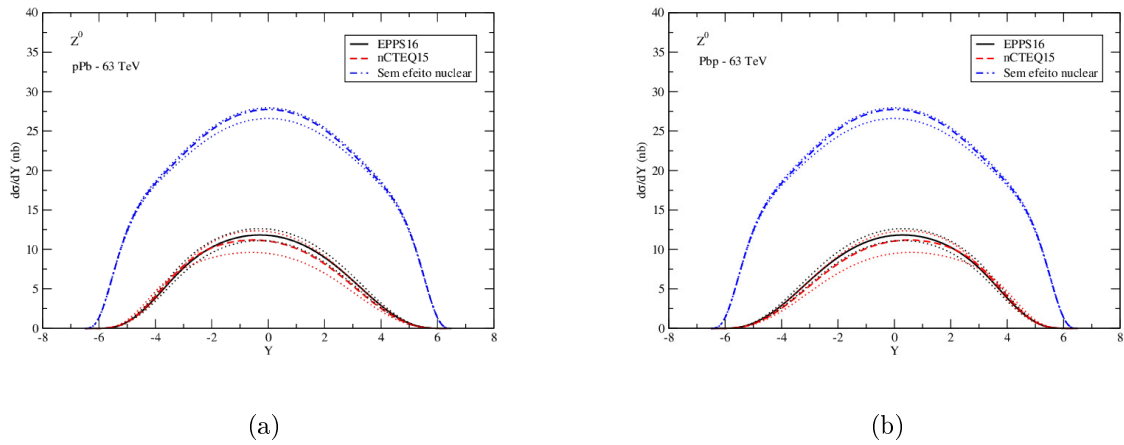 Z⁰
pPb - 63 TeV
EPPS16
nCTEQ15
Sem efeito nuclear
dσ/dY (nb)
40
35
30
25
20
15
10
5
0
-8 -6 -4 -2 0 2 4 6 8
Y
(a)
Z⁰
Pbp - 63 TeV
EPPS16
nCTEQ15
Sem efeito nuclear
dσ/dY (nb)
40
35
30
25
20
15
10
5
0
-8 -6 -4 -2 0 2 4 6 8
Y
(b)